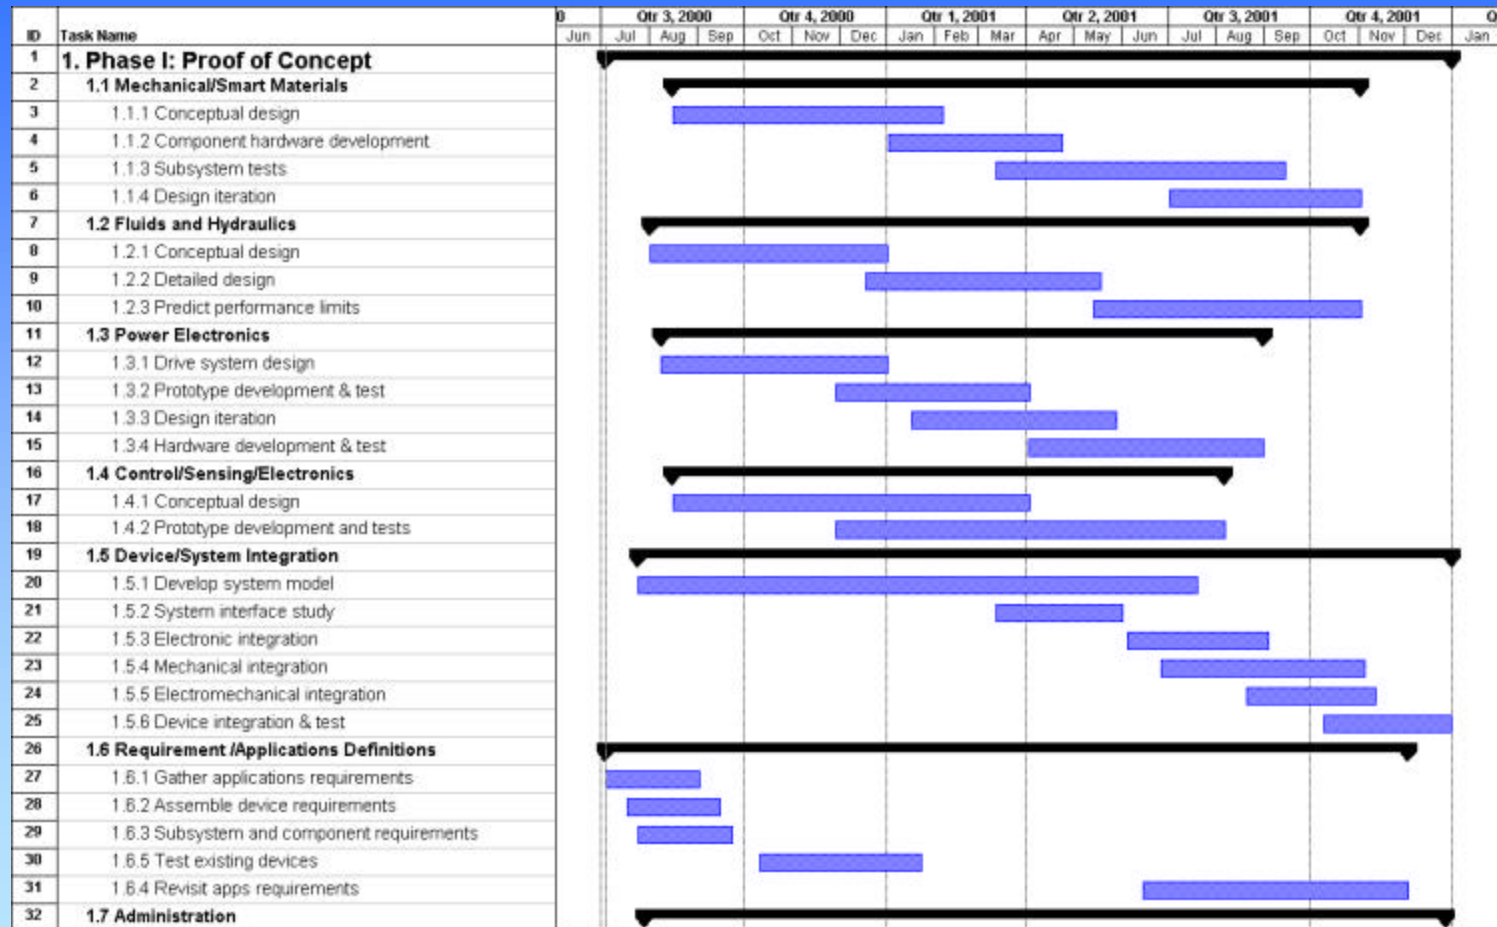 0 Qtr 3, 2000 Qtr 4, 2000 Qtr 1, 2001 Qtr 2, 2001 Qtr 3, 2001 Qtr 4, 2001 Q
ID Task Name Jun Jul Aug Sep Oct Nov Dec Jan Feb Mar Apr May Jun Jul Aug Sep Oct Nov Dec Jan
1 1. Phase I: Proof of Concept
2 1.1 Mechanical/Smart Materials
3 1.1.1 Conceptual design
4 1.1.2 Component hardware development
5 1.1.3 Subsystem tests
6 1.1.4 Design iteration
7 1.2 Fluids and Hydraulics
8 1.2.1 Conceptual design
9 1.2.2 Detailed design
10 1.2.3 Predict performance limits
11 1.3 Power Electronics
12 1.3.1 Drive system design
13 1.3.2 Prototype development & test
14 1.3.3 Design iteration
15 1.3.4 Hardware development & test
16 1.4 Control/Sensing/Electronics
17 1.4.1 Conceptual design
18 1.4.2 Prototype development and tests
19 1.5 Device/System Integration
20 1.5.1 Develop system model
21 1.5.2 System interface study
22 1.5.3 Electronic integration
23 1.5.4 Mechanical integration
24 1.5.5 Electromechanical integration
25 1.5.6 Device integration & test
26 1.6 Requirement /Applications Definitions
27 1.6.1 Gather applications requirements
28 1.6.2 Assemble device requirements
29 1.6.3 Subsystem and component requirements
30 1.6.5 Test existing devices
31 1.6.4 Revisit apps requirements
32 1.7 Administration